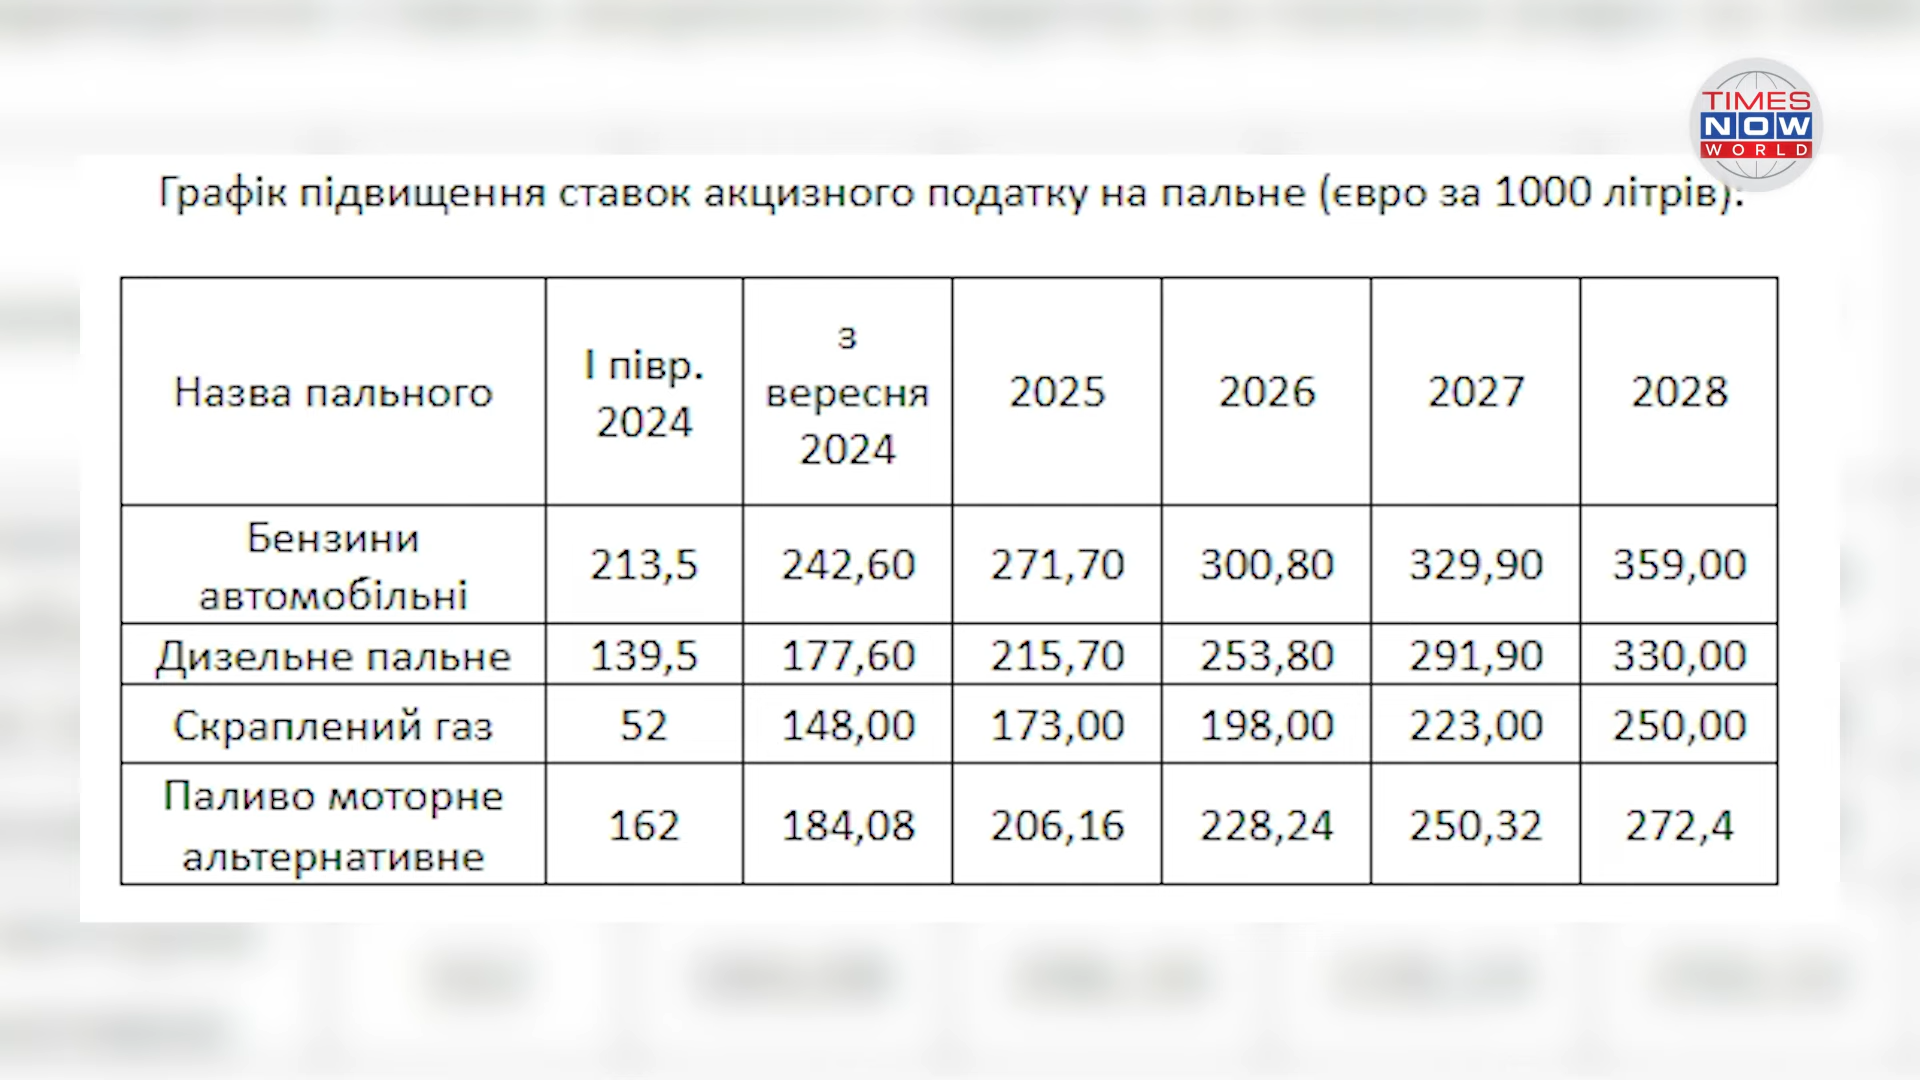 TIMES
NOW
WORLD
Графік підвищення ставок акцизного податку на пальне (євро за 1000 літрів):
Назва пального
І півр.
2024
з
вересня
2024
2025
2026
2027
2028
Бензини
автомобільні
213,5
242,60
271,70
300,80
329,90
359,00
Дизельне пальне
139,5
177,60
215,70
253,80
291,90
330,00
Скраплений газ
52
148,00
173,00
198,00
223,00
250,00
Паливо моторне
альтернативне
162
184,08
206,16
228,24
250,32
272,4